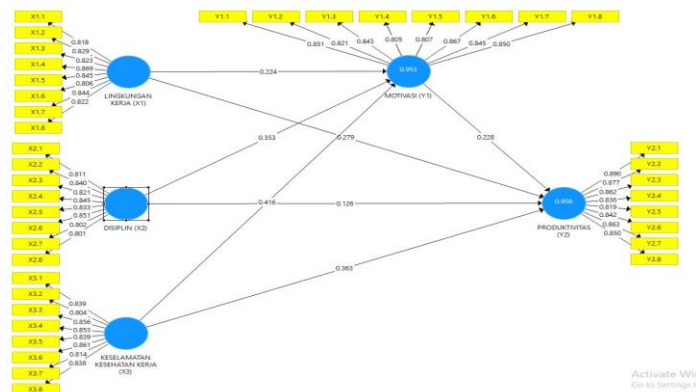 X1.1
X1.2
X1.3
X1.4
X1.5
X1.6
X1.7
X1.8
0.818
0.829
0.823
0.869
0.845
0.806
0.844
0.822
LINGKUNGAN
KERJA (X1)
Y1.1
Y1.2
Y1.3
Y1.4
Y1.5
Y1.6
Y1.7
Y1.8
0.851
0.821
0.843
0.805
0.807
0.867
0.845
0.850
0.953
MOTIVASI (Y1)
0.224
0.353
0.279
0.228
0.416
0.126
0.363
X2.1
X2.2
X2.3
X2.4
X2.5
X2.6
X2.7
X2.8
0.811
0.840
0.821
0.845
0.833
0.851
0.802
0.801
DISIPLIN (X2)
Y2.1
Y2.2
Y2.3
Y2.4
Y2.5
Y2.6
Y2.7
Y2.8
0.890
0.877
0.862
0.836
0.819
0.842
0.863
0.850
0.958
PRODUKTIVITAS
(Y2)
X3.1
X3.2
X3.3
X3.4
X3.5
X3.6
X3.7
X3.8
0.839
0.804
0.856
0.853
0.839
0.861
0.814
0.838
KESELAMATAN
KESEHATAN KERJA
(X3)
Activate Wi
Go to Settings